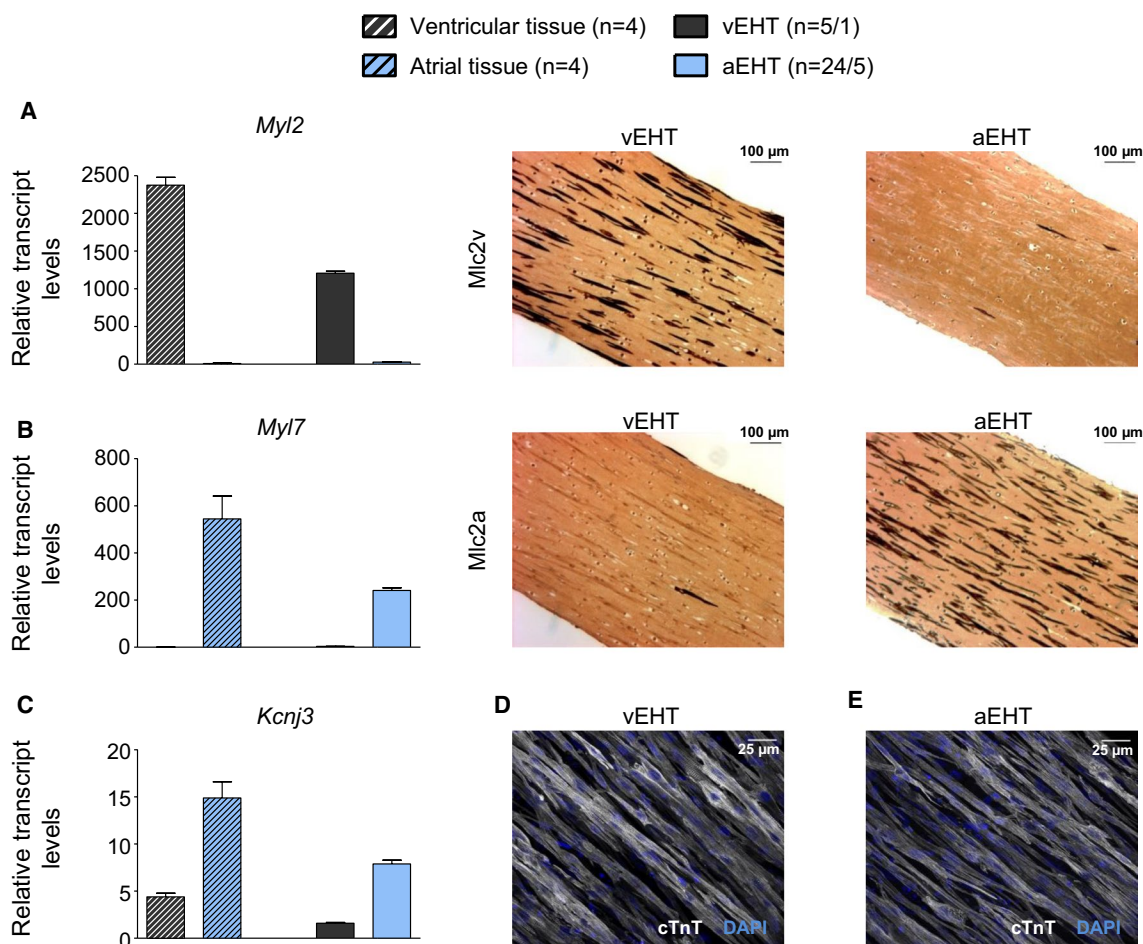 Ventricular tissue (n=4)
vEHT (n=5/1)
Atrial tissue (n=4)
aEHT (n=24/5)
A
Myl2
Relative transcript
levels
2500
2000
1500
1000
500
0
vEHT
100 µm
Mlc2v
aEHT
100 µm
B
Myl7
Relative transcript
levels
800
600
400
200
0
vEHT
100 µm
Mlc2a
aEHT
100 µm
C
Kcnj3
Relative transcript
levels
20
15
10
5
0
D
vEHT
25 µm
cTnT DAPI
E
aEHT
25 µm
cTnT DAPI